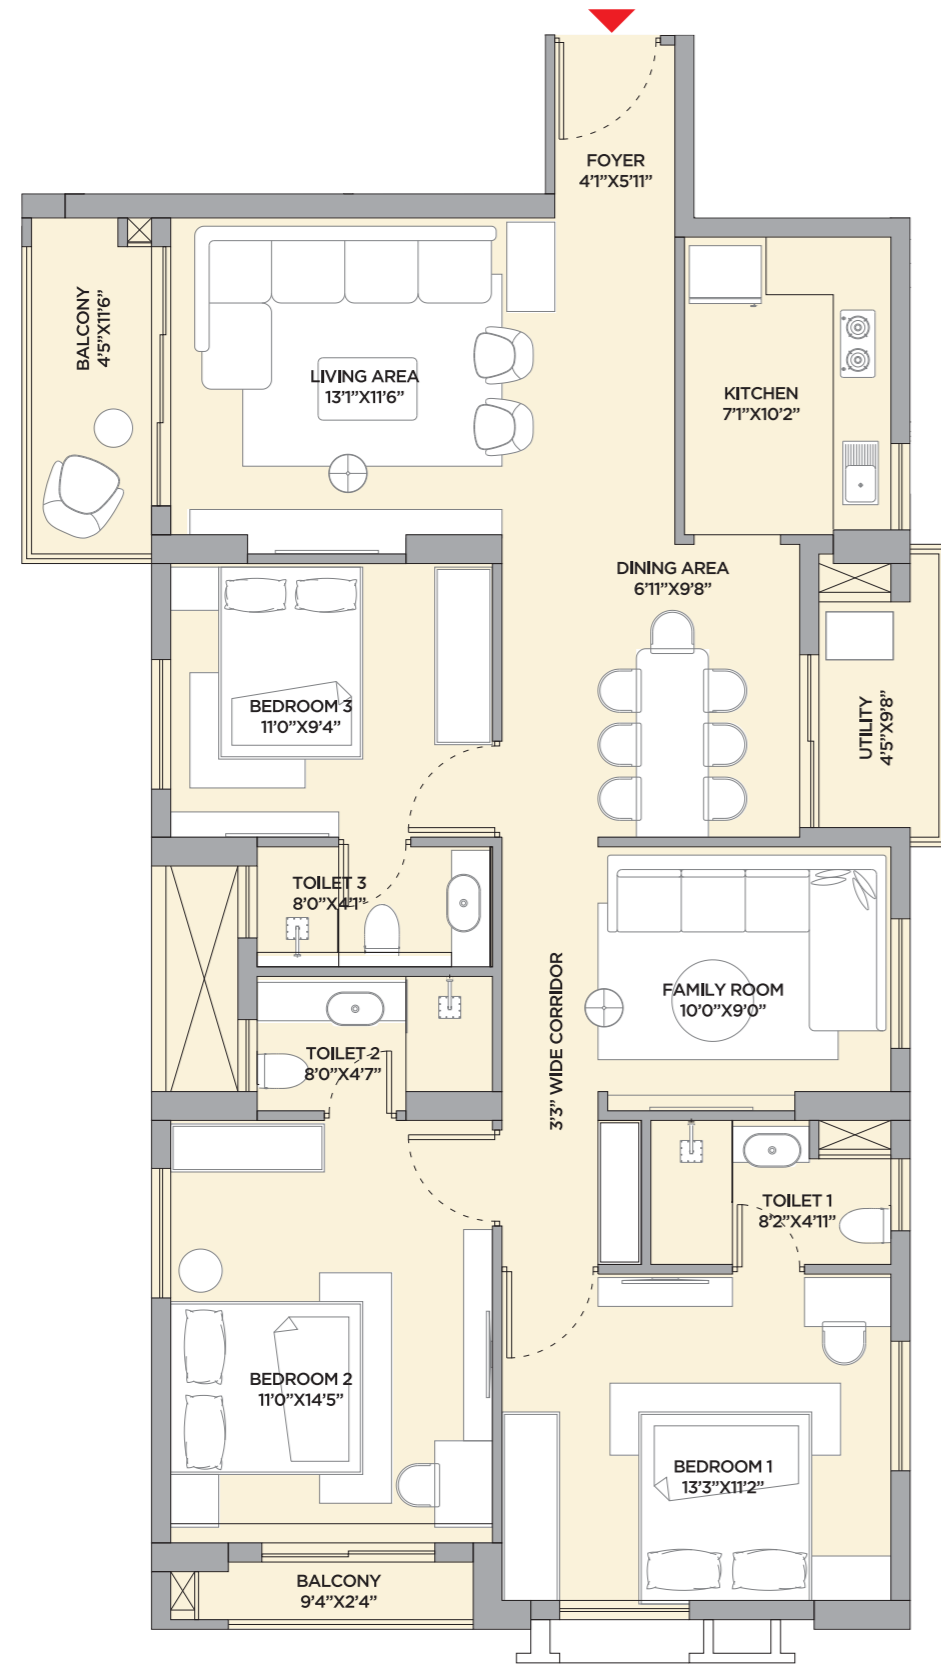 FOYER
4'1”X5'11”
BALCONY
4'5”X11'6”
LIVING AREA
13'1”X11'6”
KITCHEN
7'1”X10'2”
DINING AREA
6'11”X9'8”
BEDROOM 3
11'0”X9'4”
UTILITY
4'5”X9'8”
TOILET 3
8'0”X4'1”
FAMILY ROOM
10'0”X9'0”
3'3” WIDE CORRIDOR
TOILET 2
8'0”X4'7”
TOILET 1
8'2”X4'11”
BEDROOM 2
11'0”X14'5”
BEDROOM 1
13'3”X11'2”
BALCONY
9'4”X2'4”